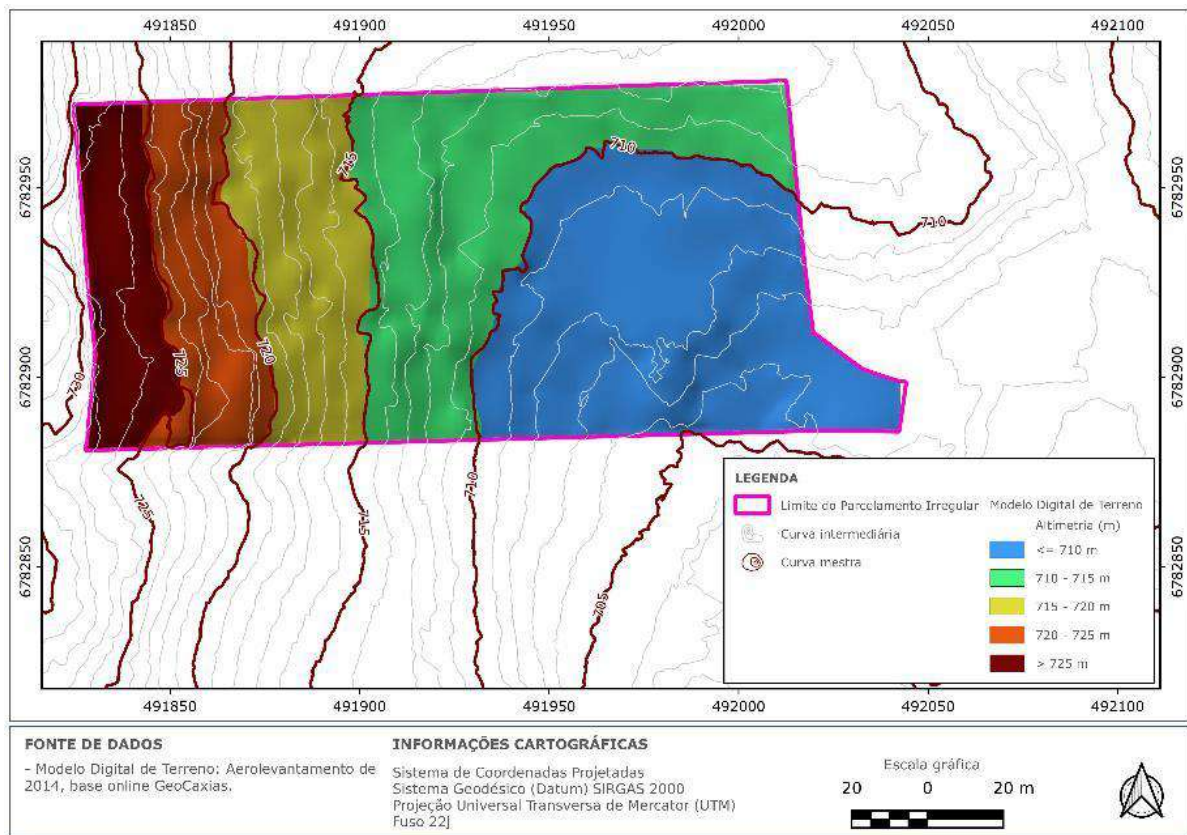 491850 491900 491950 492000 492050 492100
6782950
6782950
6782900
6782900
6782850
6782850
715
710
710
725
720
730
725
715
710
705
LEGENDA
Limite do Parcelamento Irregular
Curva intermediária
Curva mestra
Modelo Digital de Terreno
Altimetria (m)
<= 710 m
710 - 715 m
715 - 720 m
720 - 725 m
> 725 m
491850 491900 491950 492000 492050 492100
FONTE DE DADOS
- Modelo Digital de Terreno: Aerolevantamento de
2014, base online GeoCaxias.
INFORMAÇÕES CARTOGRÁFICAS
Sistema de Coordenadas Projetadas
Sistema Geodésico (Datum) SIRGAS 2000
Projeção Universal Transversa de Mercator (UTM)
Fuso 22J
Escala gráfica
20 0 20 m